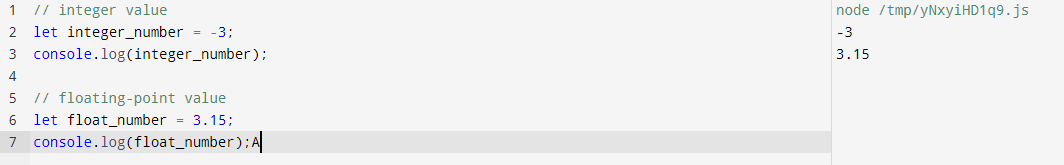 1 // integer value
2 let integer_number = -3;
3 console.log(integer_number);
4
5 // floating-point value
6 let float_number = 3.15;
7 console.log(float_number);A
node /tmp/yNxyiHD1q9.js
-3
3.15